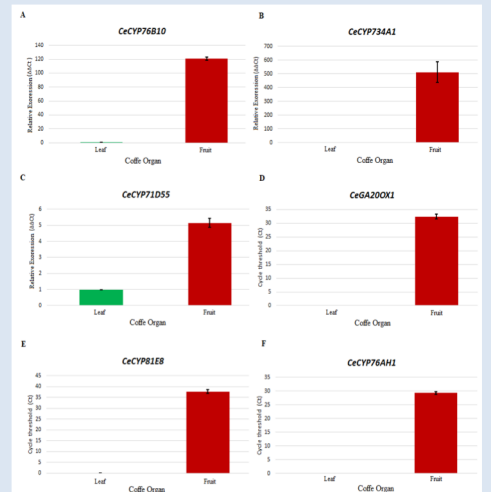 A
CeCYP76B10
Relative Exoression (ΔΔCt)
140
120
100
80
60
40
20
0
Leaf
Fruit
Coffe Organ
B
CeCYP734A1
Relative Exoression (ΔΔCt)
700
600
500
400
300
200
100
0
Leaf
Fruit
Coffe Organ
C
CeCYP71D55
Relative Exoression (ΔΔCt)
6
5
4
3
2
1
0
Leaf
Fruit
Coffe Organ
D
CeGA20OX1
Cycle threshold (Ct)
35
30
25
20
15
10
5
0
Leaf
Fruit
Coffe Organ
E
CeCYP81E8
Cycle threshold (Ct)
45
40
35
30
25
20
15
10
5
0
Leaf
Fruit
Coffe Organ
F
CeCYP76AH1
Cycle threshold (Ct)
35
30
25
20
15
10
5
0
Leaf
Fruit
Coffe Organ